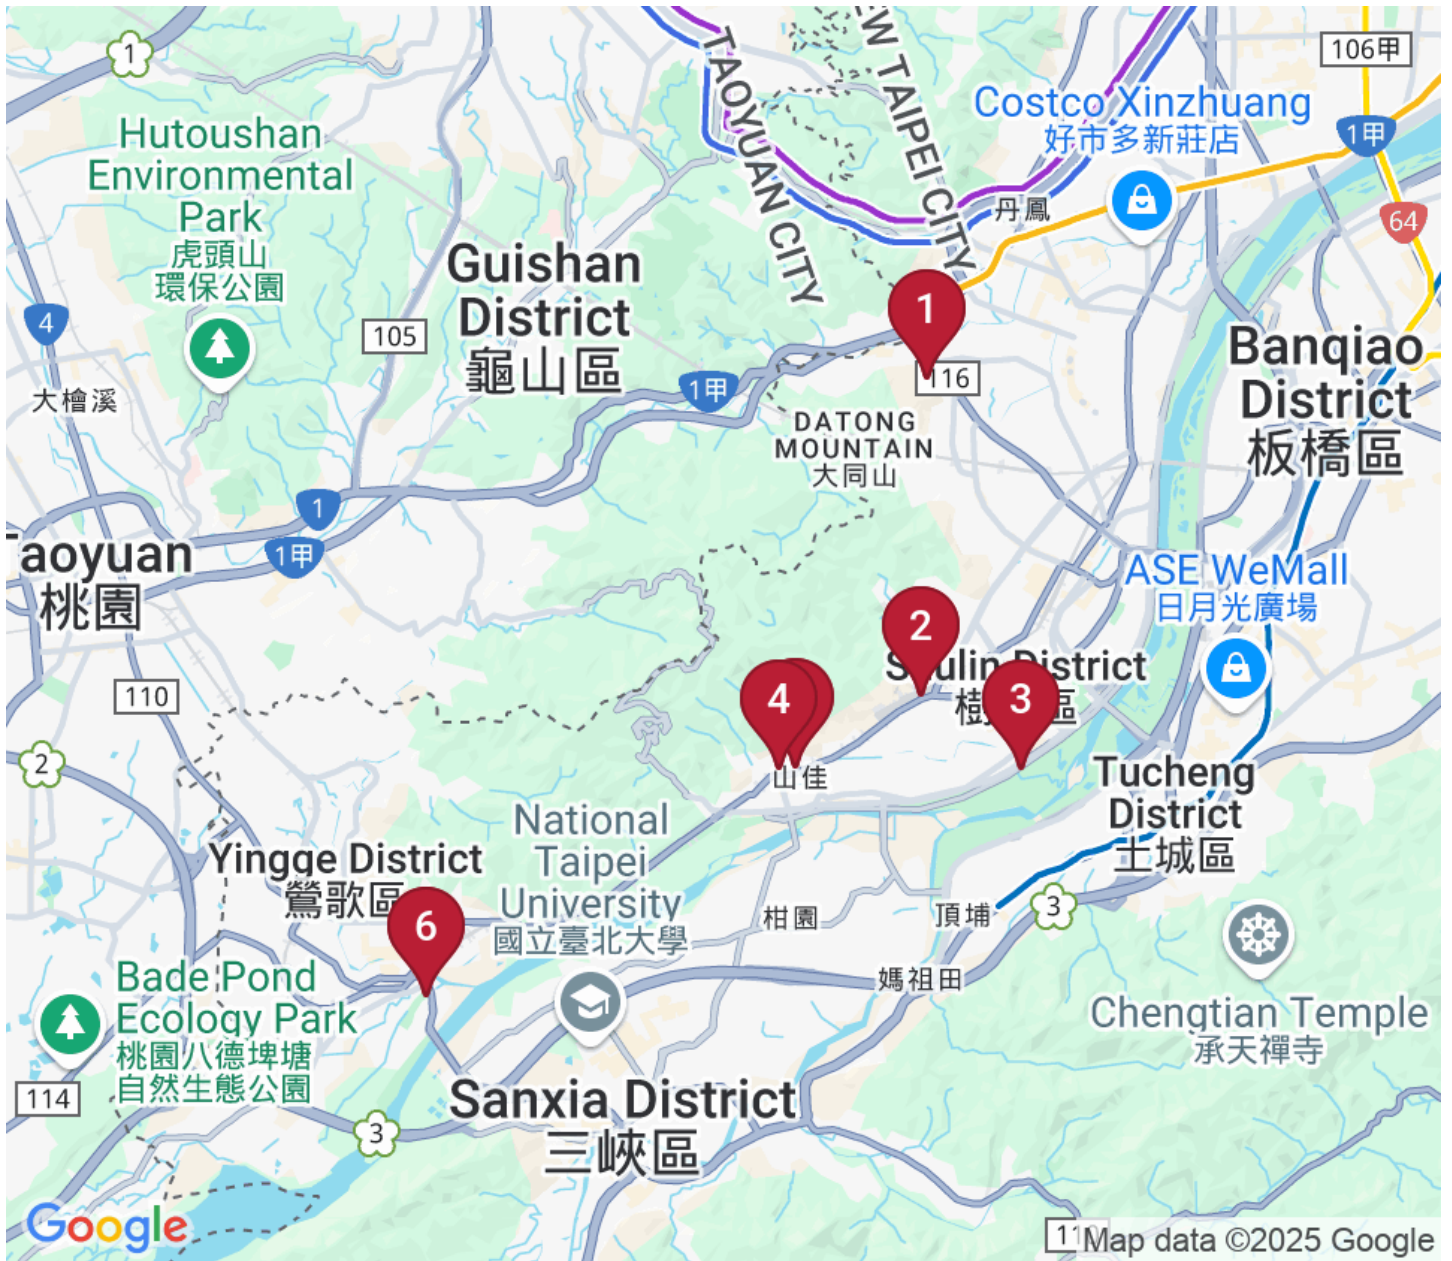 1
TAOYUAN CITY
EW TAIPEI CITY
106甲
Costco Xinzhuang
好市多新莊店
1甲
Hutoushan
Environmental
Park
虎頭山
環保公園
丹鳳
64
Guishan
District
龜山區
4
105
1
116
Banqiao
District
板橋區
大檜溪
1甲
DATONG
MOUNTAIN
大同山
1
1甲
aoyuan
桃園
ASE WeMall
日月光廣場
2
110
Shulin District
樹 區
4
3
2
山佳
Tucheng
District
土城區
National
Taipei
University
國立臺北大學
Yingge District
鶯歌區
柑園
頂埔
3
6
媽祖田
Bade Pond
Ecology Park
桃園八德埤塘
自然生態公園
Chengtian Temple
承天禪寺
114
Sanxia District
三峽區
3
Google
11
Map data ©2025 Google